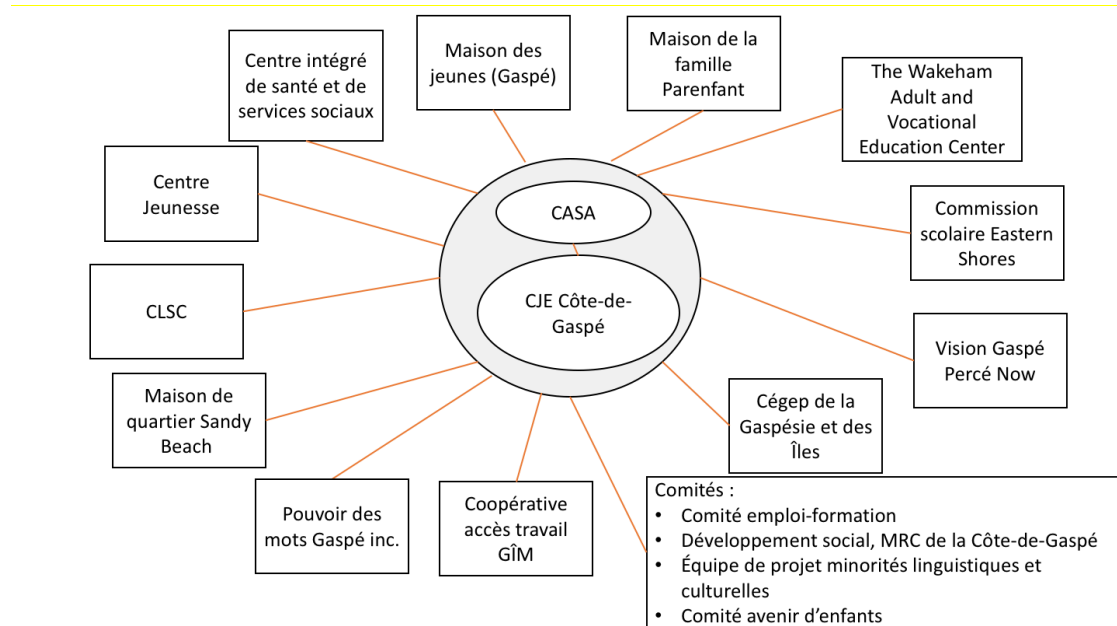 Centre intégré
de santé et de
services sociaux
Maison des
jeunes (Gaspé)
Maison de la
famille
Parenfant
The Wakeham
Adult and
Vocational
Education Center
Centre
Jeunesse
CASA
Commission
scolaire Eastern
Shores
CLSC
CJE Côte-de-
Gaspé
Vision Gaspé
Percé Now
Maison de
quartier Sandy
Beach
Cégep de la
Gaspésie et des
Îles
Pouvoir des
mots Gaspé inc.
Coopérative
accès travail
GÎM
Comités :
• Comité emploi-formation
• Développement social, MRC de la Côte-de-Gaspé
• Équipe de projet minorités linguistiques et
culturelles
• Comité avenir d’enfants